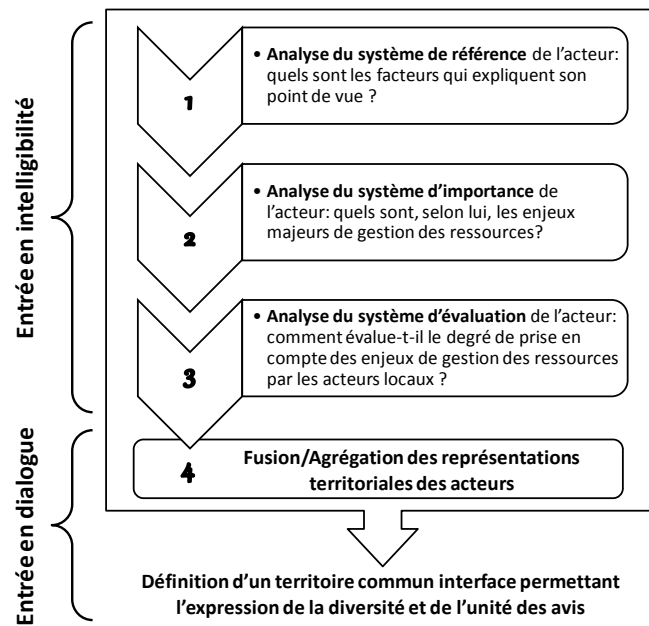 Entrée en intelligibilité
1
• Analyse du système de référence de l'acteur:
quels sont les facteurs qui expliquent son
point de vue ?
2
• Analyse du système d'importance de
l'acteur: quels sont, selon lui, les enjeux
majeurs de gestion des ressources?
3
• Analyse du système d'évaluation de l'acteur:
comment évalue-t-il le degré de prise en
compte des enjeux de gestion des ressources
par les acteurs locaux ?
Entrée en dialogue
4
Fusion/Agrégation des représentations
territoriales des acteurs
Définition d'un territoire commun interface permettant
l'expression de la diversité et de l'unité des avis